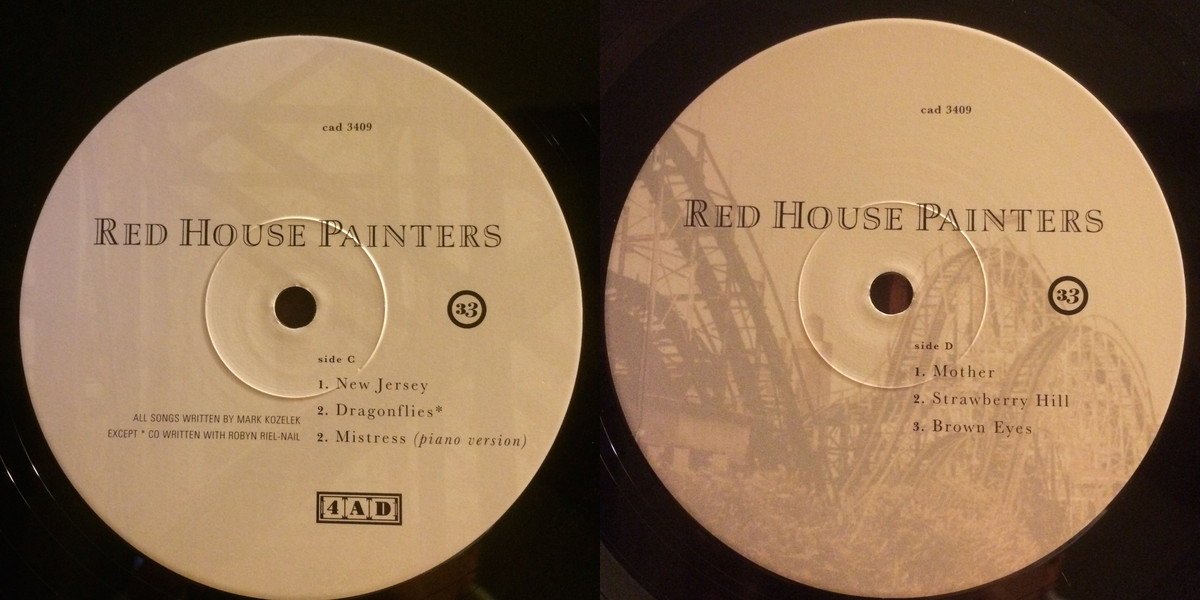 cad 3409
RED HOUSE PAINTERS
33
side C
1. New Jersey
2. Dragonflies*
2. Mistress (piano version)
ALL SONGS WRITTEN BY MARK KOZELEK
EXCEPT * CO WRITTEN WITH ROBYN RIEL-NAIL
4AD
cad 3409
RED HOUSE PAINTERS
33
side D
1. Mother
2. Strawberry Hill
3. Brown Eyes